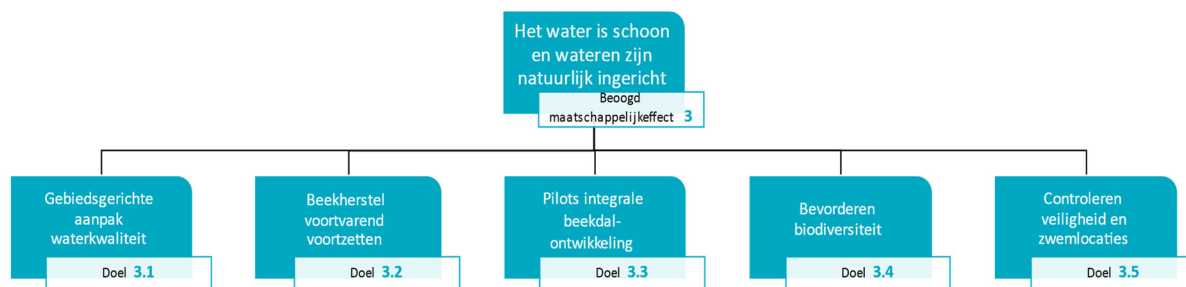 Het water is schoon
en wateren zijn
natuurlijk ingericht
Beoogd
maatschappelijkeffect 3
Gebiedsgerichte
aanpak
waterkwaliteit
Doel 3.1
Beekherstel
voortvarend
voortzetten
Doel 3.2
Pilots integrale
beekdal-
ontwikkeling
Doel 3.3
Bevorderen
biodiversiteit
Doel 3.4
Controleren
veiligheid en
zwemlocaties
Doel 3.5